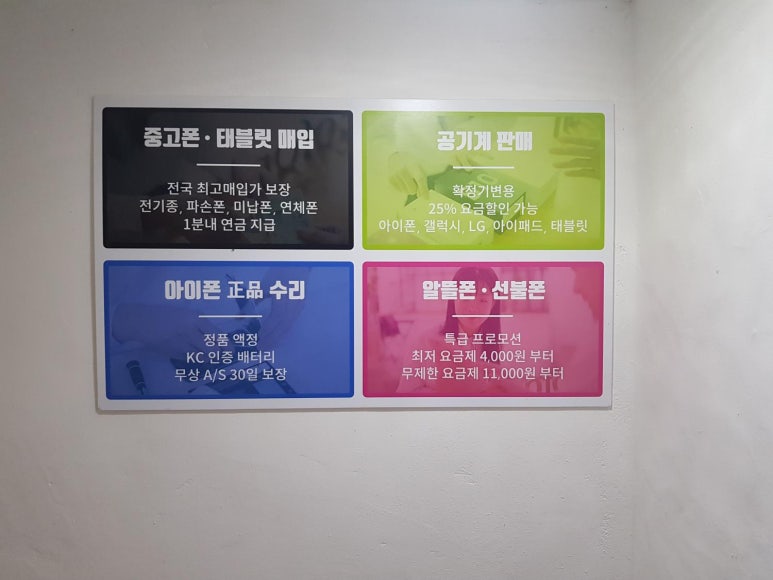 중고폰 · 태블릿 매입
전국 최고매입가 보장
전기종, 파손폰, 미납폰, 연체폰
1분내 연금 지급
공기계 판매
확정기변용
25% 요금할인 가능
아이폰, 갤럭시, LG, 아이패드, 태블릿
아이폰 正品 수리
정품 액정
KC 인증 배터리
무상 A/S 30일 보장
알뜰폰 · 선불폰
특급 프로모션
최저 요금제 4,000원 부터
무제한 요금제 11,000원 부터